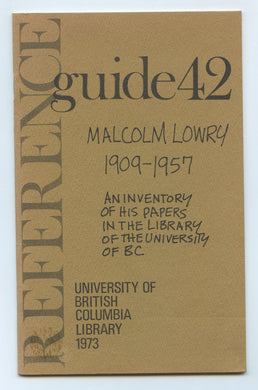 REFERENCE
guide42
MALCOLM LOWRY
1909-1957
AN INVENTORY
OF HIS PAPERS
IN THE LIBRARY
OF THE UNIVERSITY
OF BC
UNIVERSITY OF
BRITISH
COLUMBIA
LIBRARY
1973